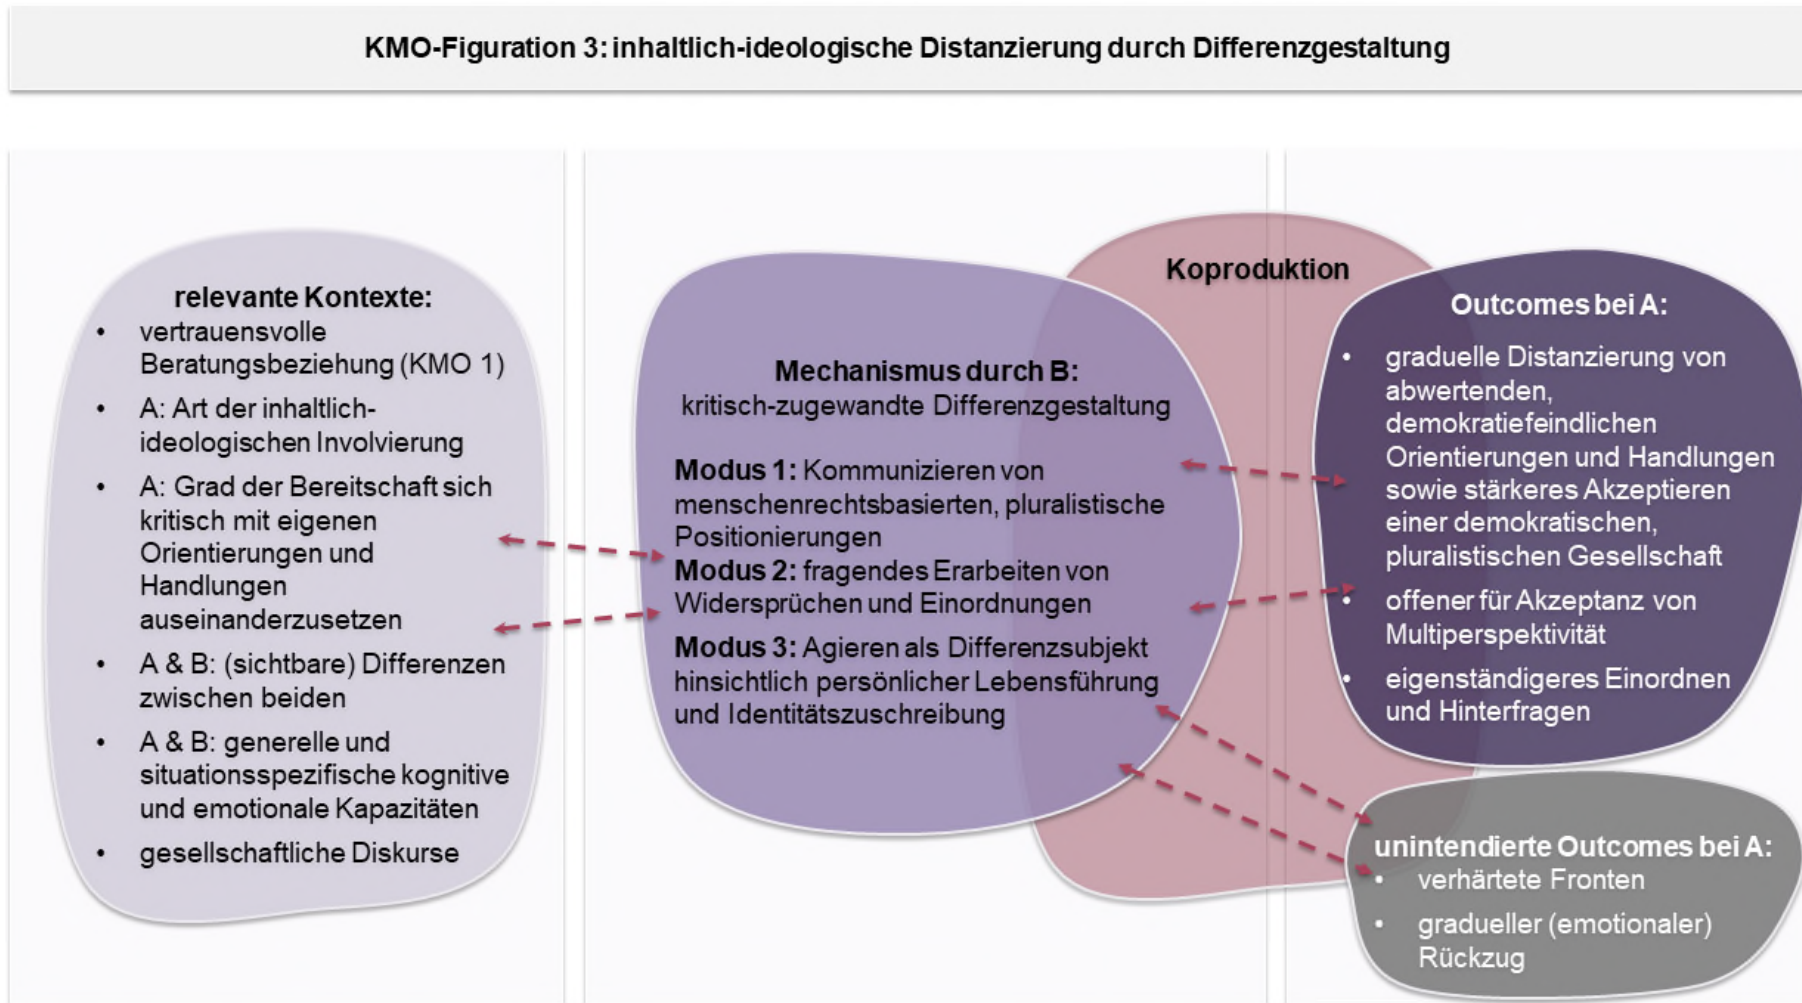 KMO-Figuration 3: inhaltlich-ideologische Distanzierung durch Differenzgestaltung
relevante Kontexte:
• vertrauensvolle
Beratungsbeziehung (KMO 1)
• A: Art der inhaltlich-
ideologischen Involvierung
• A: Grad der Bereitschaft sich
kritisch mit eigenen
Orientierungen und
Handlungen
auseinanderzusetzen
• A & B: (sichtbare) Differenzen
zwischen beiden
• A & B: generelle und
situationsspezifische kognitive
und emotionale Kapazitäten
• gesellschaftliche Diskurse
Mechanismus durch B:
kritisch-zugewandte Differenzgestaltung
Modus 1: Kommunizieren von
menschenrechtsbasierten, pluralistische
Positionierungen
Modus 2: fragendes Erarbeiten von
Widersprüchen und Einordnungen
Modus 3: Agieren als Differenzsubjekt
hinsichtlich persönlicher Lebensführung
und Identitätszuschreibung
Koproduktion
Outcomes bei A:
• graduelle Distanzierung von
abwertenden,
demokratiefeindlichen
Orientierungen und Handlungen
sowie stärkeres Akzeptieren
einer demokratischen,
pluralistischen Gesellschaft
• offener für Akzeptanz von
Multiperspektivität
• eigenständigeres Einordnen
und Hinterfragen
unintendierte Outcomes bei A:
• verhärtete Fronten
• gradueller (emotionaler)
Rückzug